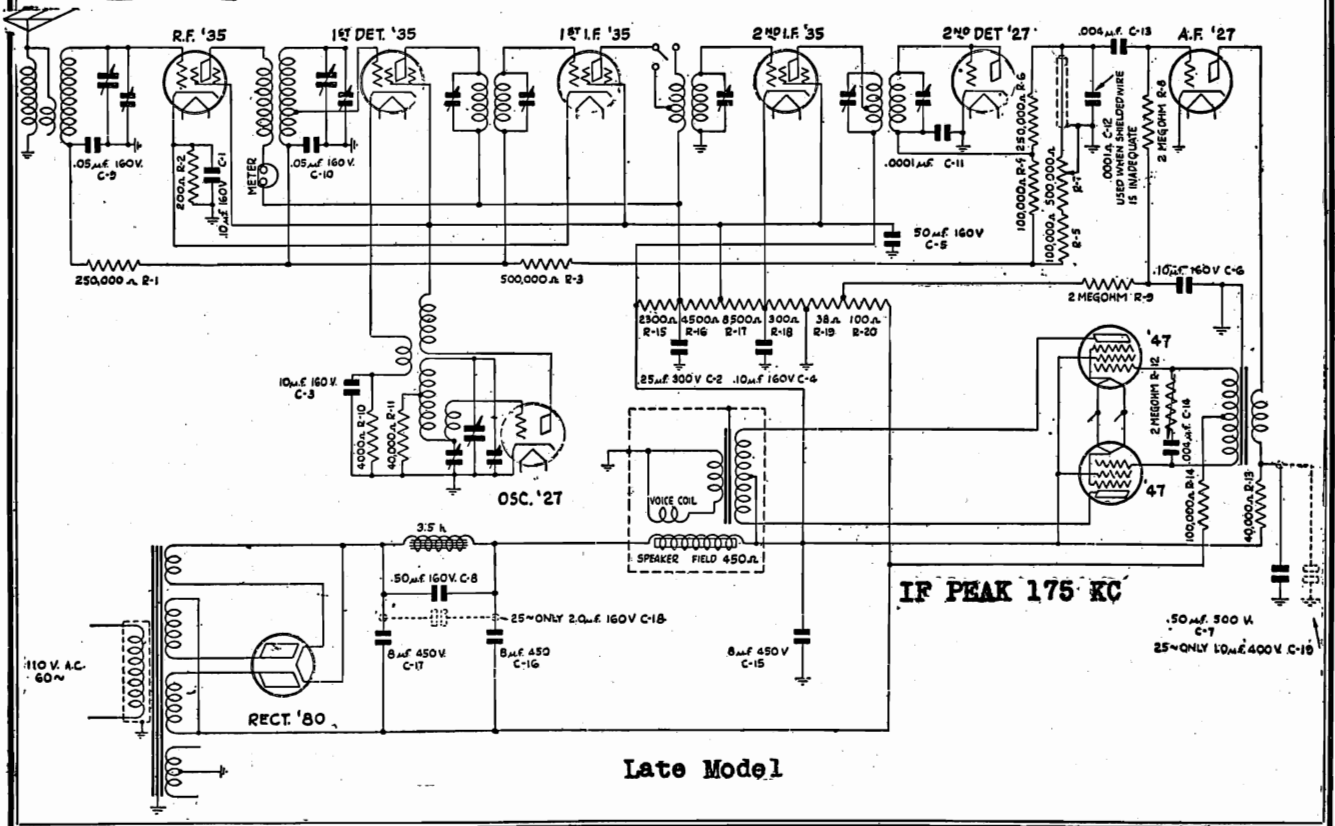 R.F. '35
1ST DET. '35
1ST I.F. '35
2ND I.F. '35
2ND DET '27
.004µF. C-13
A.F. '27
.05µF. 160V.
C-9
200Ω R-2
.10µF 160V
C-1
METER
.05µF 160V.
C-10
.0001µF. C-11
250,000Ω R-6
100,000Ω R-4
500,000Ω
R-7
100,000Ω
R-5
.0001Ω C-12
USED WHEN SHIELDED WIRE
IS INADEQUATE
2 MEGOHM R-8
50µF. 160V
C-5
250,000Ω R-1
500,000Ω R-3
2 MEGOHM R-9
.10µF 160V C-6
2300Ω
R-15
4500Ω
R-16
8500Ω
R-17
300Ω
R-18
38Ω
R-19
100Ω
R-20
.25µF. 300V C-2
.10µF 160V C-4
10µF. 160V.
C-3
4000Ω R-10
40,000Ω R-11
OSC. '27
'47
2 MEGOHM R-12
.004µF. C-14
'47
100,000Ω R-14
40,000Ω R-13
VOICE COIL
SPEAKER FIELD 450Ω
3.5 h
.50µF. 160V. C-8
25~ONLY 2.0µF. 160V C-18
8µF 450V.
C-17
8µF 450
C-16
8µF 450V
C-15
IF PEAK 175 KC
.50µF. 300 V.
C-7
25~ONLY 1.0µF. 400V. C-19
110 V. A.C.
60~
RECT. '80
Late Model